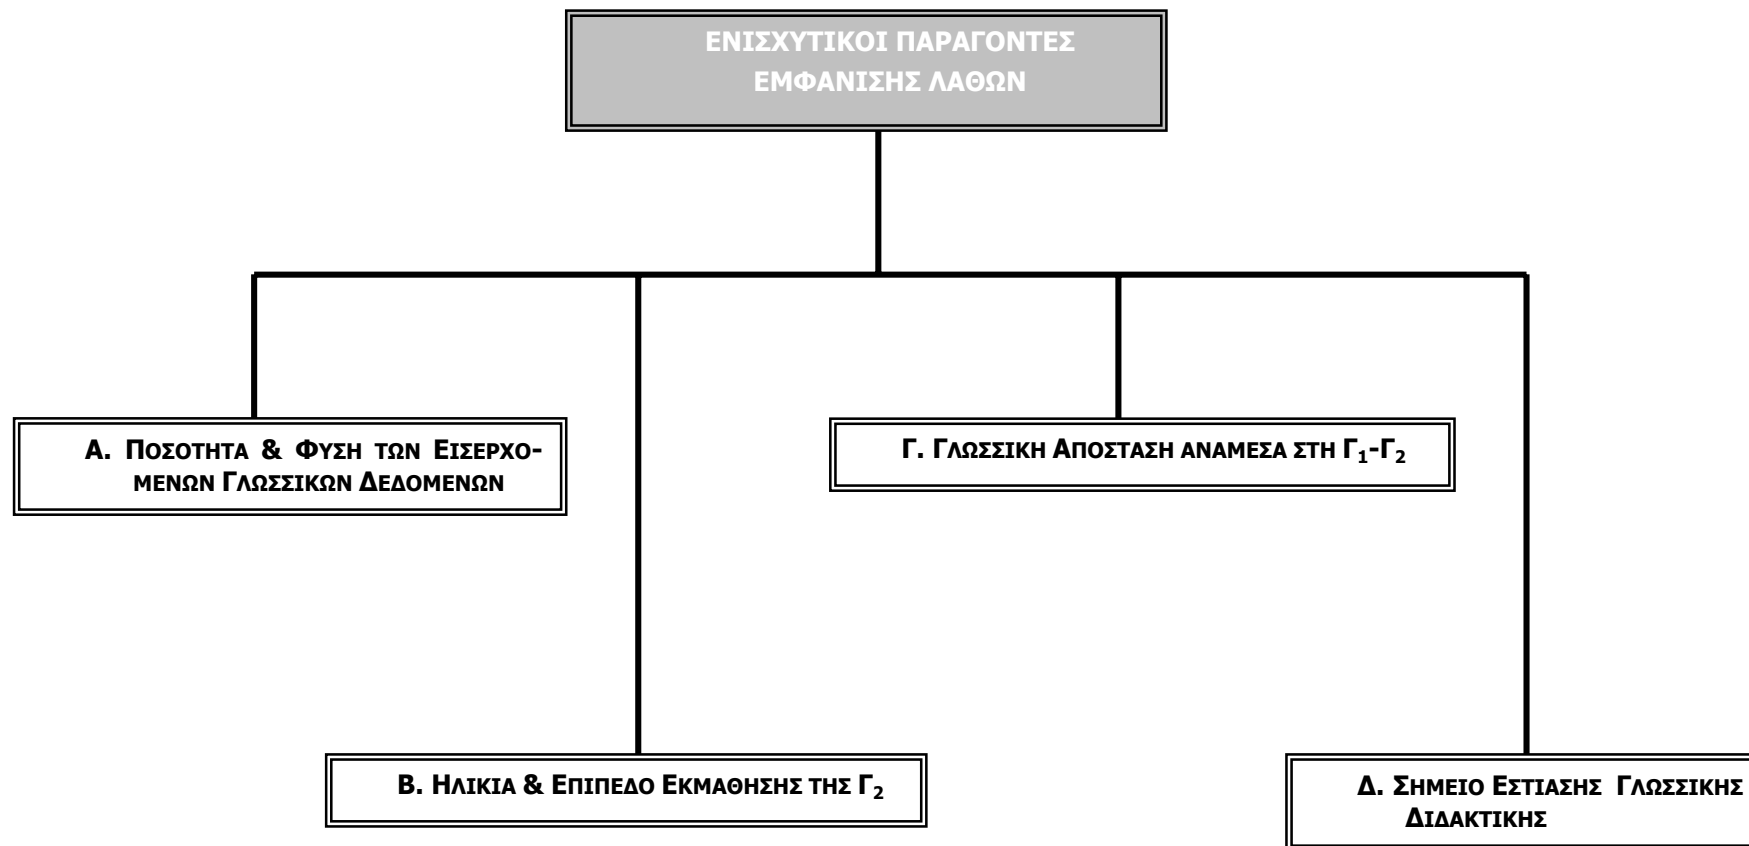 ΕΝΙΣΧΥΤΙΚΟΙ ΠΑΡΑΓΟΝΤΕΣ
ΕΜΦΑΝΙΣΗΣ ΛΑΘΩΝ
Α. ΠΟΣΟΤΗΤΑ & ΦΥΣΗ ΤΩΝ ΕΙΣΕΡΧΟ-
ΜΕΝΩΝ ΓΛΩΣΣΙΚΩΝ ΔΕΔΟΜΕΝΩΝ
Γ. ΓΛΩΣΣΙΚΗ ΑΠΟΣΤΑΣΗ ΑΝΑΜΕΣΑ ΣΤΗ Γ₁-Γ₂
Β. ΗΛΙΚΙΑ & ΕΠΙΠΕΔΟ ΕΚΜΑΘΗΣΗΣ ΤΗΣ Γ₂
Δ. ΣΗΜΕΙΟ ΕΣΤΙΑΣΗΣ ΓΛΩΣΣΙΚΗΣ
ΔΙΔΑΚΤΙΚΗΣ